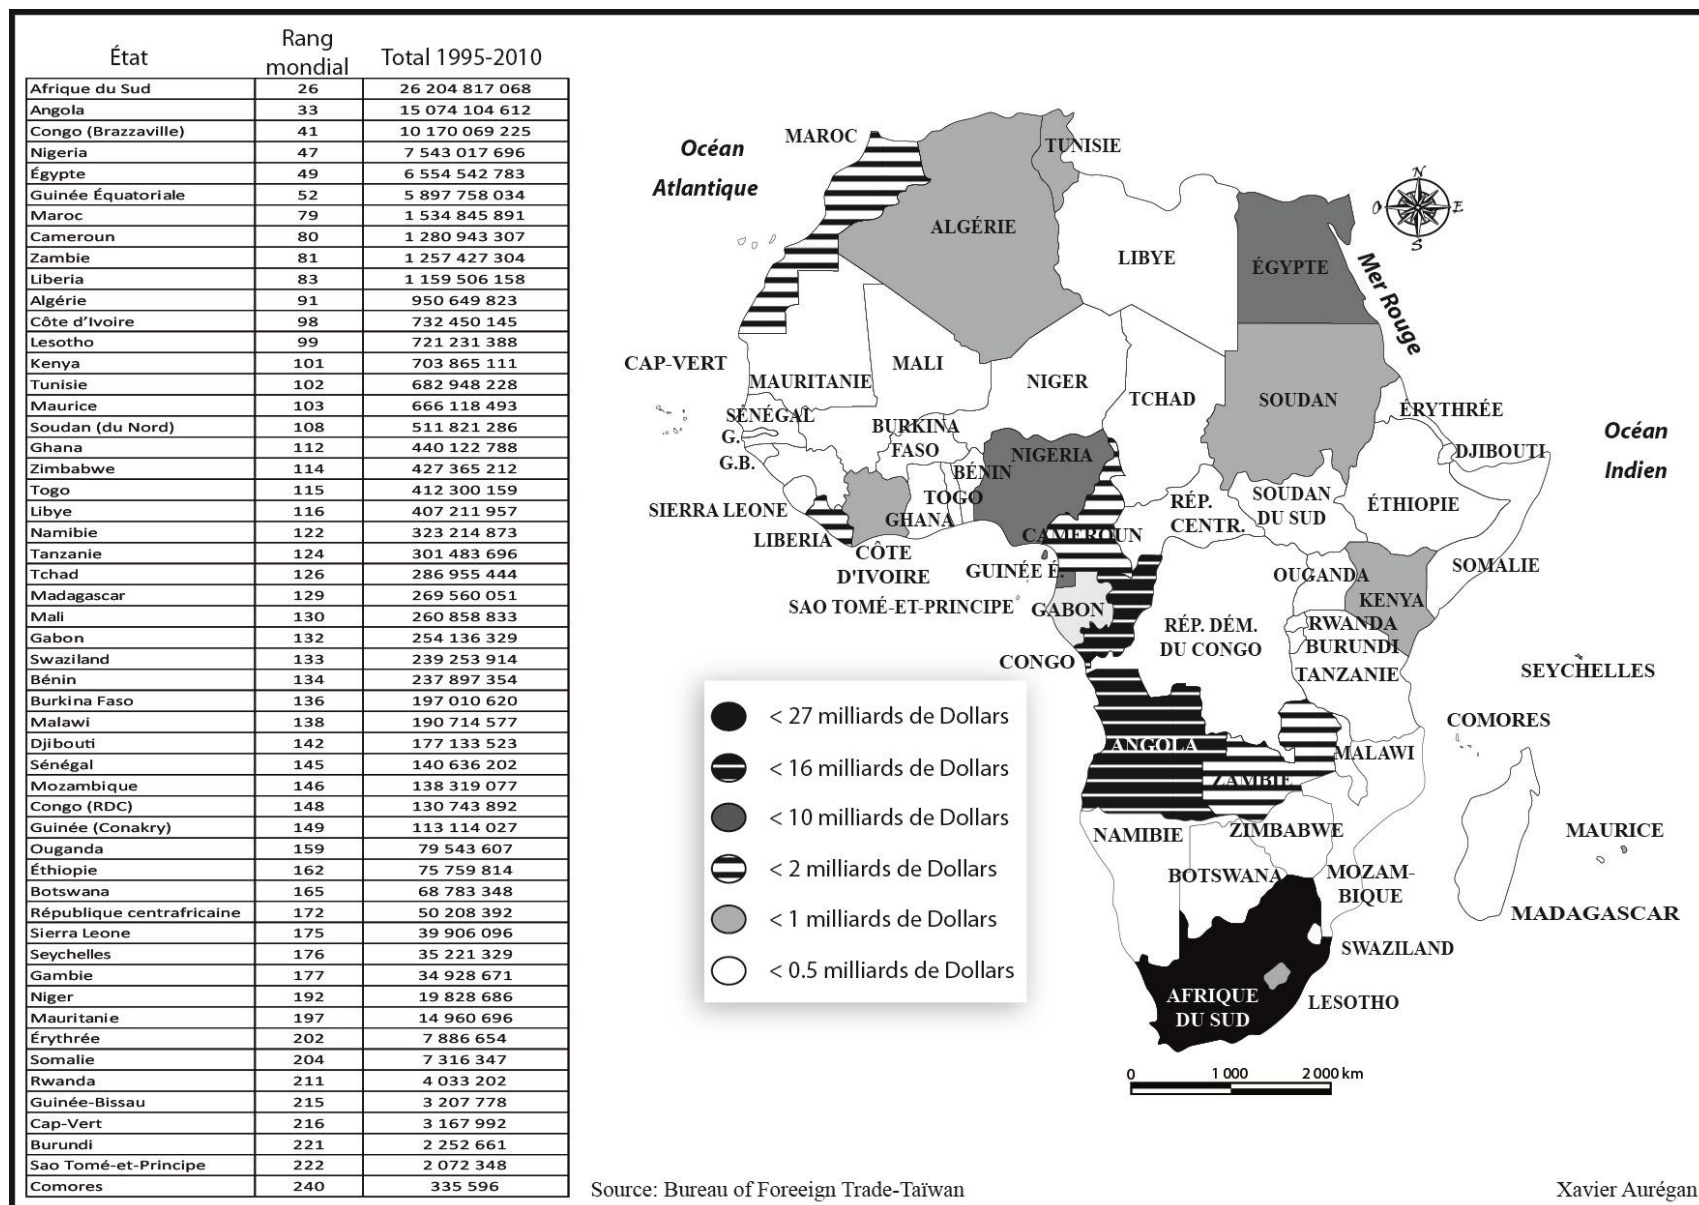 État Rang mondial Total 1995-2010
Afrique du Sud 26 26 204 817 068
Angola 33 15 074 104 612
Congo (Brazzaville) 41 10 170 069 225
Nigeria 47 7 543 017 696
Égypte 49 6 554 542 783
Guinée Équatoriale 52 5 897 758 034
Maroc 79 1 534 845 891
Cameroun 80 1 280 943 307
Zambie 81 1 257 427 304
Liberia 83 1 159 506 158
Algérie 91 950 649 823
Côte d'Ivoire 98 732 450 145
Lesotho 99 721 231 388
Kenya 101 703 865 111
Tunisie 102 682 948 228
Maurice 103 666 118 493
Soudan (du Nord) 108 511 821 286
Ghana 112 440 122 788
Zimbabwe 114 427 365 212
Togo 115 412 300 159
Libye 116 407 211 957
Namibie 122 323 214 873
Tanzanie 124 301 483 696
Tchad 126 286 955 444
Madagascar 129 269 560 051
Mali 130 260 858 833
Gabon 132 254 136 329
Swaziland 133 239 253 914
Bénin 134 237 897 354
Burkina Faso 136 197 010 620
Malawi 138 190 714 577
Djibouti 142 177 133 523
Sénégal 145 140 636 202
Mozambique 146 138 319 077
Congo (RDC) 148 130 743 892
Guinée (Conakry) 149 113 114 027
Ouganda 159 79 543 607
Éthiopie 162 75 759 814
Botswana 165 68 783 348
République centrafricaine 172 50 208 392
Sierra Leone 175 39 906 096
Seychelles 176 35 221 329
Gambie 177 34 928 671
Niger 192 19 828 686
Mauritanie 197 14 960 696
Érythrée 202 7 886 654
Somalie 204 7 316 347
Rwanda 211 4 033 202
Guinée-Bissau 215 3 207 778
Cap-Vert 216 3 167 992
Burundi 221 2 252 661
Sao Tomé-et-Principe 222 2 072 348
Comores 240 335 596
Océan
Atlantique
MAROC
TUNISIE
ALGÉRIE
LIBYE
ÉGYPTE
N
O
E
S
Mer Rouge
CAP-VERT
MAURITANIE
MALI
NIGER
TCHAD
SOUDAN
ÉRYTHRÉE
Océan
Indien
SÉNÉGAL
G.
G.B.
BURKINA
FASO
BÉNIN
NIGERIA
DJIBOUTI
SIERRA LEONE
LIBERIA
CÔTE
D'IVOIRE
GHANA
TOGO
CAMEROUN
RÉP.
CENTR.
SOUDAN
DU SUD
ÉTHIOPIE
SOMALIE
GUINÉE É.
SAO TOMÉ-ET-PRINCIPE
GABON
CONGO
RÉP. DÉM.
DU CONGO
OUGANDA
KENYA
RWANDA
BURUNDI
TANZANIE
SEYCHELLES
COMORES
ANGOLA
ZAMBIE
MALAWI
NAMIBIE
ZIMBABWE
BOTSWANA
MOZAM-
BIQUE
MAURICE
MADAGASCAR
SWAZILAND
LESOTHO
AFRIQUE
DU SUD
< 27 milliards de Dollars
< 16 milliards de Dollars
< 10 milliards de Dollars
< 2 milliards de Dollars
< 1 milliards de Dollars
< 0.5 milliards de Dollars
0 1 000 2 000 km
Source: Bureau of Foreeign Trade-Taïwan
Xavier Aurégan